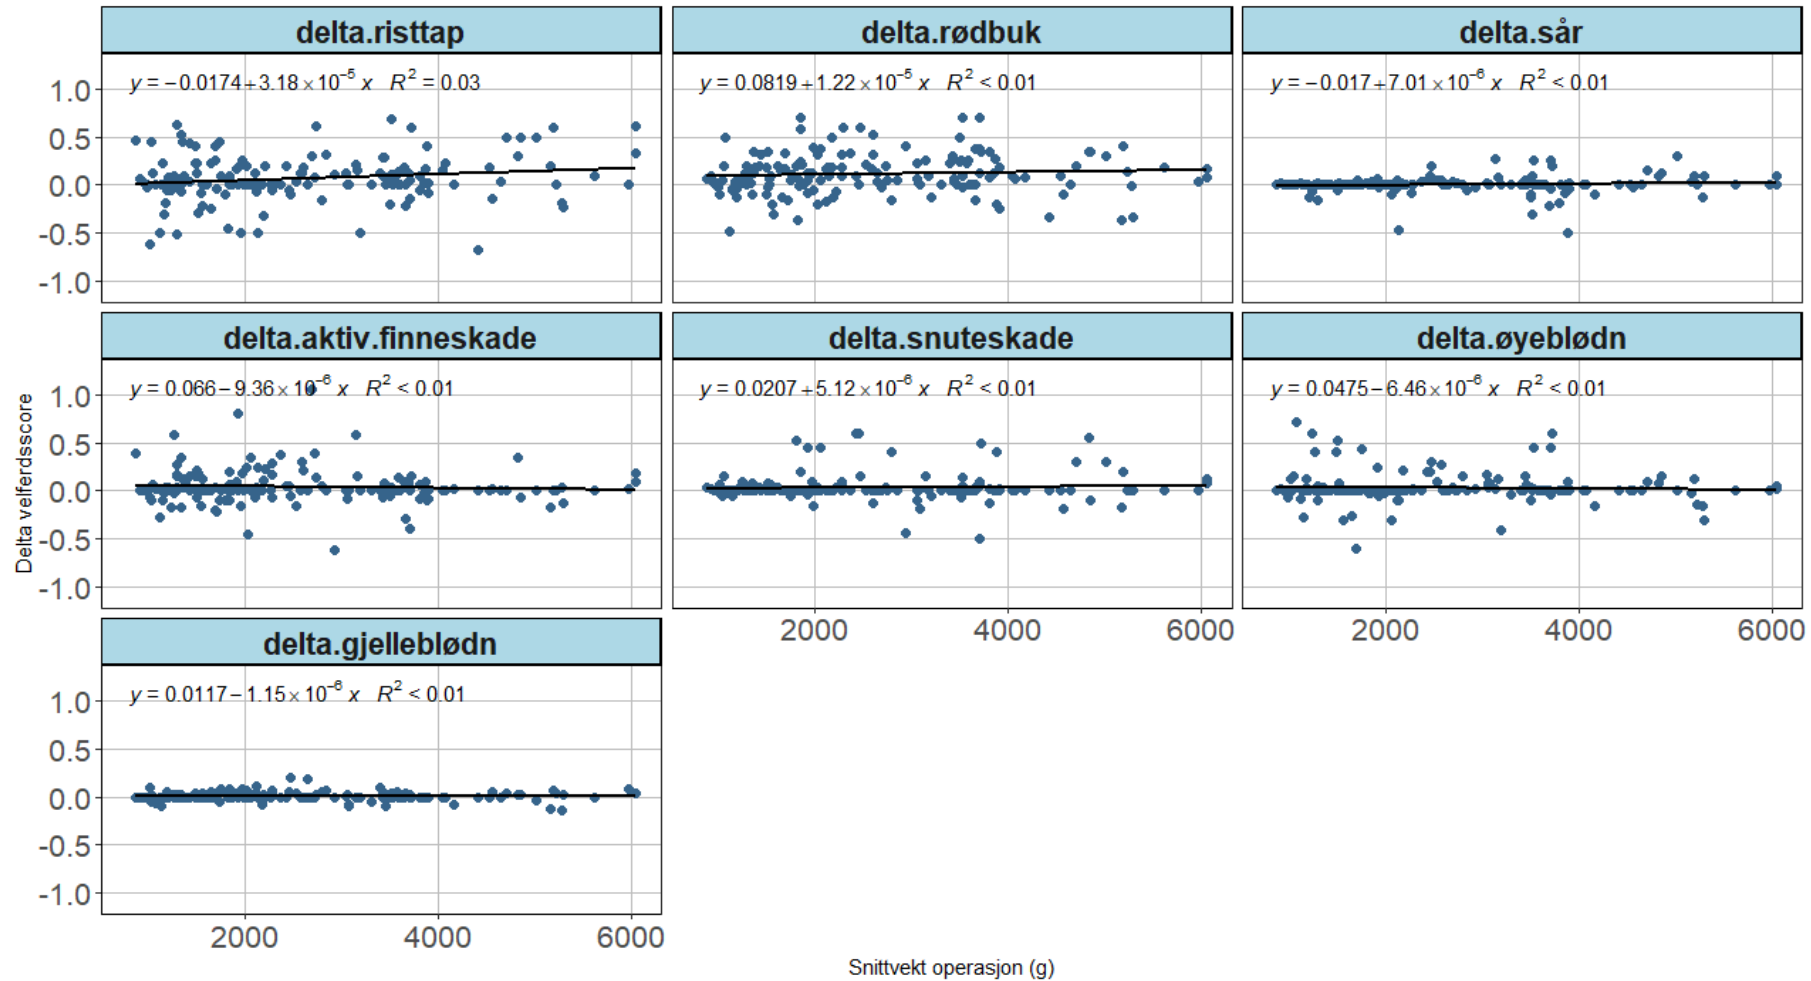 delta.risttap
delta.rødbuk
delta.sår
y = −0.0174+3.18×10⁻⁵ x R² = 0.03
y = 0.0819+1.22×10⁻⁵ x R² < 0.01
y = −0.017+7.01×10⁻⁶ x R² < 0.01
1.0
0.5
0.0
-0.5
-1.0
delta.aktiv.finneskade
delta.snuteskade
delta.øyeblødn
y = 0.066−9.36×10⁻⁶ x R² < 0.01
y = 0.0207+5.12×10⁻⁶ x R² < 0.01
y = 0.0475−6.46×10⁻⁶ x R² < 0.01
1.0
0.5
0.0
-0.5
-1.0
Delta velferdsscore
2000 4000 6000
2000 4000 6000
delta.gjelleblødn
y = 0.0117−1.15×10⁻⁶ x R² < 0.01
1.0
0.5
0.0
-0.5
-1.0
2000 4000 6000
Snittvekt operasjon (g)